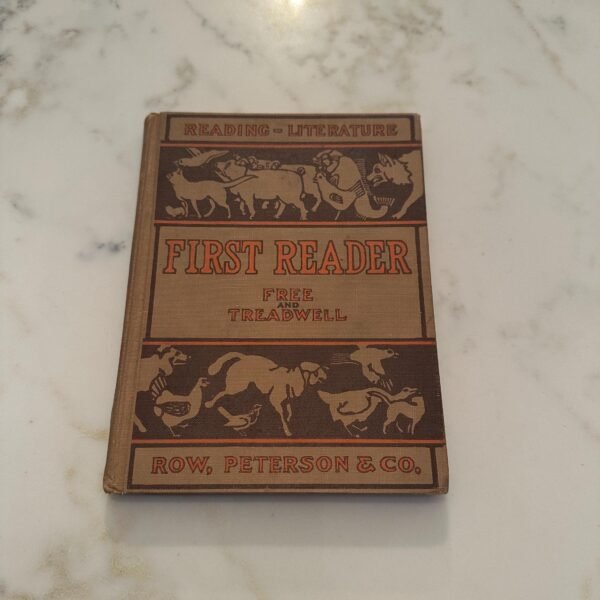 READING - LITERATURE
FIRST READER
FREE
AND
TREADWELL
ROW, PETERSON & CO.